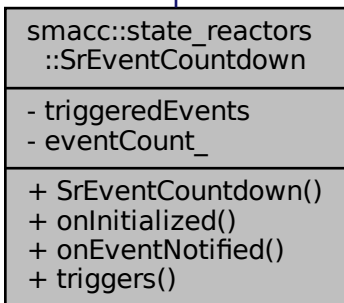 smacc::state_reactors
::SrEventCountdown
- triggeredEvents
- eventCount_
+ SrEventCountdown()
+ onInitialized()
+ onEventNotified()
+ triggers()